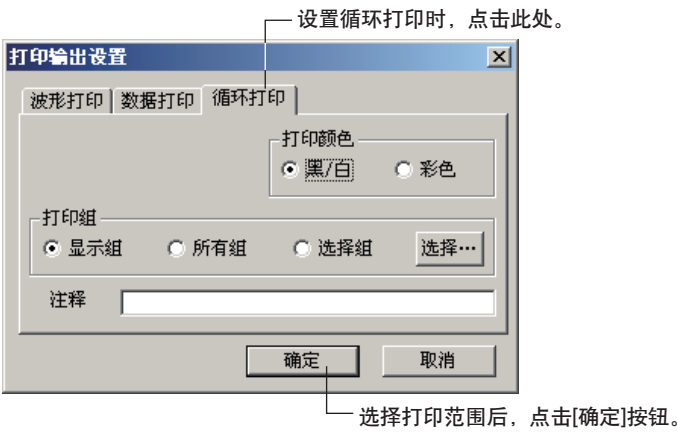 设置循环打印时，点击此处。
打印输出设置
波形打印 数据打印 循环打印
打印颜色
黑/白 彩色
打印组
显示组 所有组 选择组 选择…
注释
确定 取消
选择打印范围后，点击[确定]按钮。